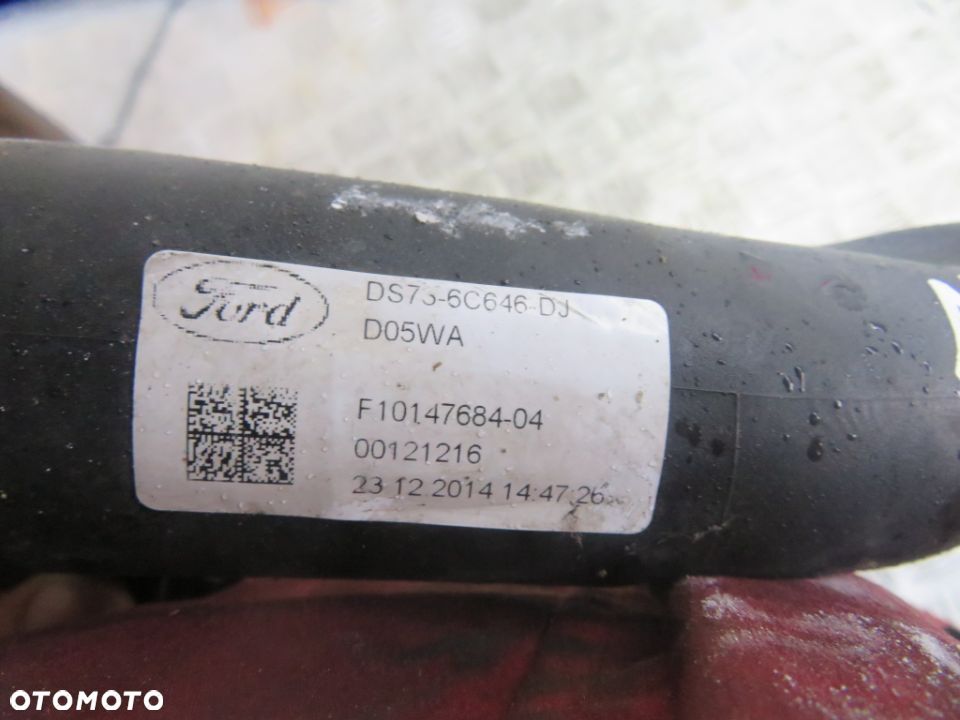 Ford
DS73-6C646-DJ
D05WA
F10147684-04
00121216
23.12.2014 14:47:26
OTOMOTO